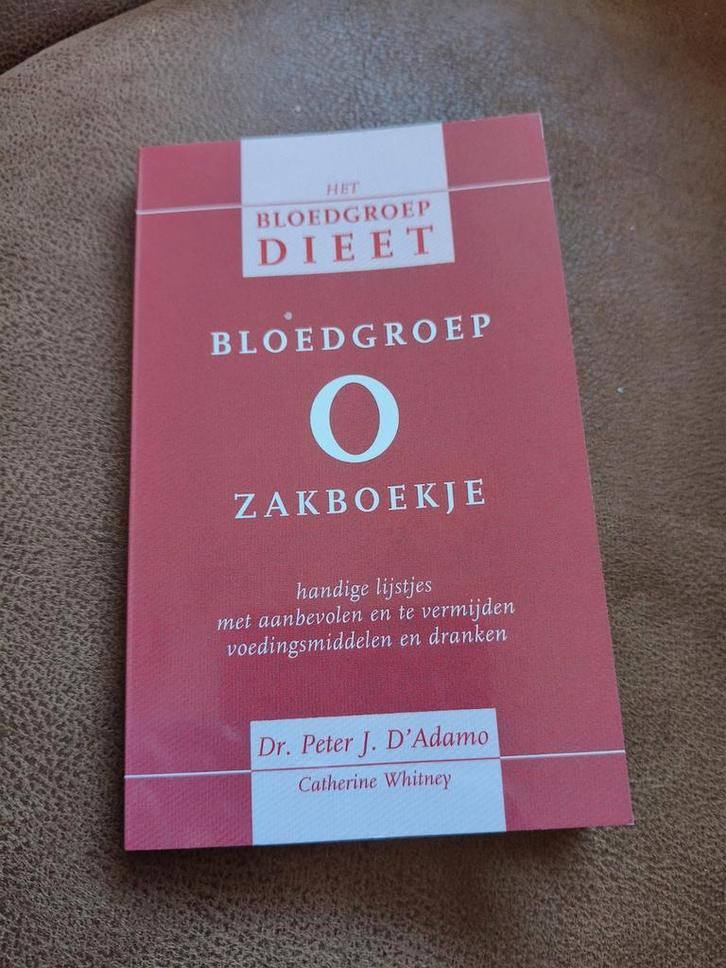 HET
BLOEDGROEP
DIEET
BLOEDGROEP
O
ZAKBOEKJE
handige lijstjes
met aanbevolen en te vermijden
voedingsmiddelen en dranken
Dr. Peter J. D'Adamo
Catherine Whitney